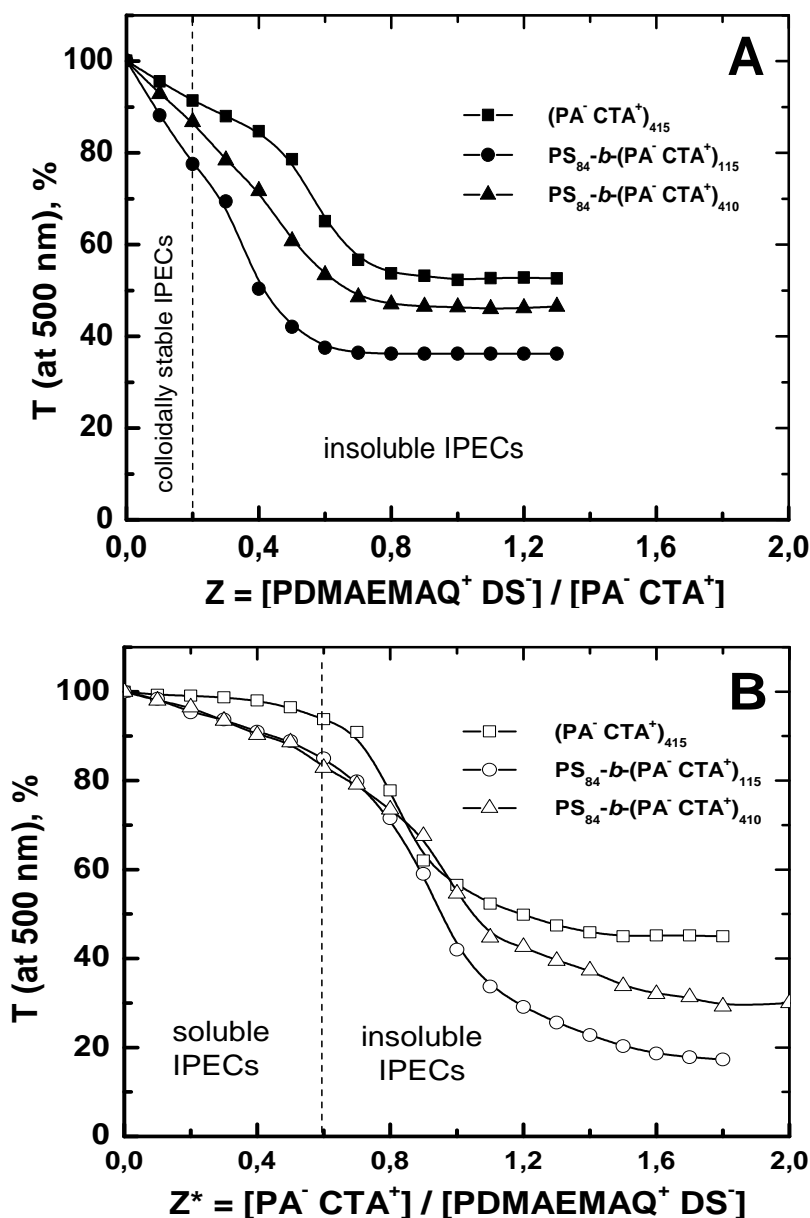 A
100
80
60
40
20
0
T (at 500 nm), %
(PA⁻ CTA⁺)₄₁₅
PS₈₄-b-(PA⁻ CTA⁺)₁₁₅
PS₈₄-b-(PA⁻ CTA⁺)₄₁₀
colloidally stable IPECs
insoluble IPECs
0,0 0,4 0,8 1,2 1,6 2,0
Z = [PDMAEMAQ⁺ DS⁻] / [PA⁻ CTA⁺]
B
100
80
60
40
20
0
T (at 500 nm), %
(PA⁻ CTA⁺)₄₁₅
PS₈₄-b-(PA⁻ CTA⁺)₁₁₅
PS₈₄-b-(PA⁻ CTA⁺)₄₁₀
soluble
IPECs
insoluble
IPECs
0,0 0,4 0,8 1,2 1,6 2,0
Z* = [PA⁻ CTA⁺] / [PDMAEMAQ⁺ DS⁻]